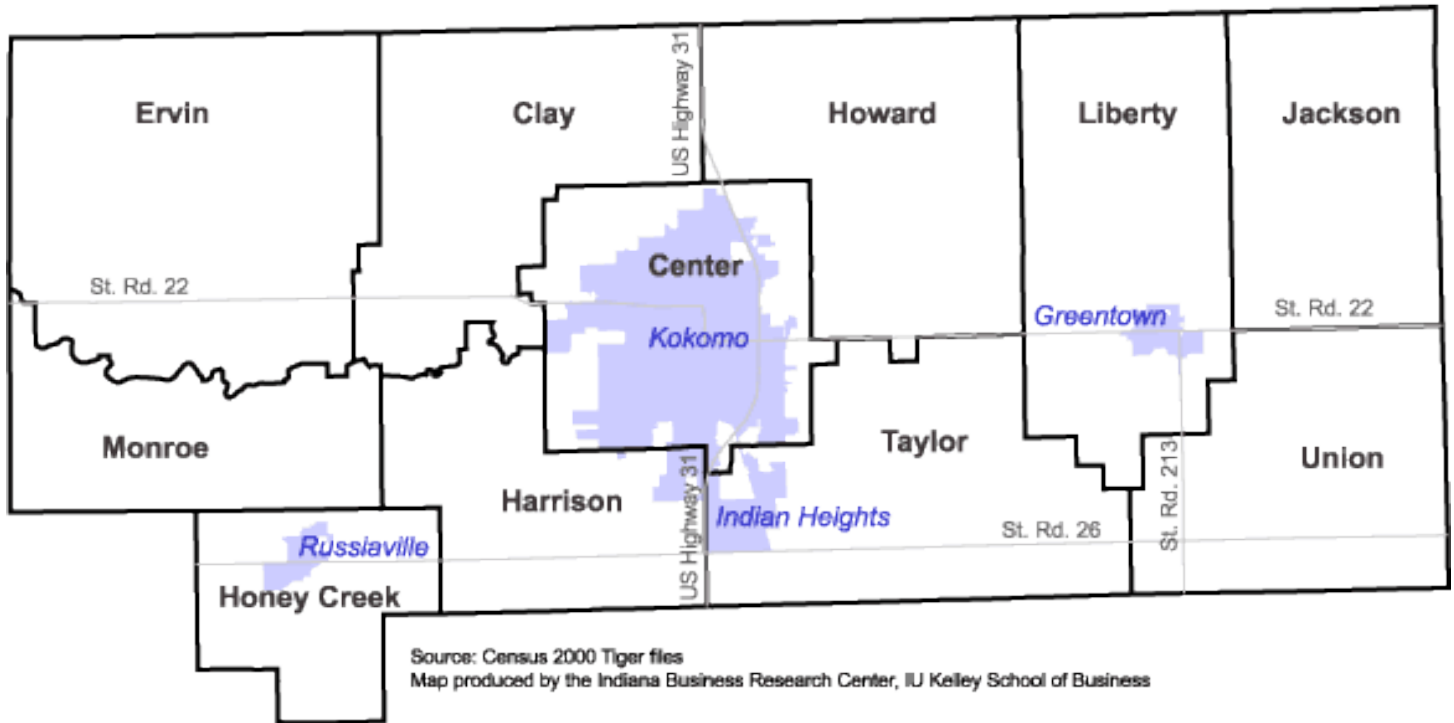 Ervin
Clay
US Highway 31
Howard
Liberty
Jackson
Center
St. Rd. 22
Kokomo
Greentown
St. Rd. 22
Monroe
Taylor
Union
Harrison
US Highway 31
Indian Heights
St. Rd. 26
St. Rd. 213
Russiaville
Honey Creek
Source: Census 2000 Tiger files
Map produced by the Indiana Business Research Center, IU Kelley School of Business